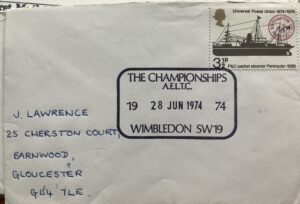 Universal Postal Union 1874/1974
3½P
P&O packet steamer Peninsular 1888
THE CHAMPIONSHIPS
A.E.L.T.C.
19 28 JUN 1974 74
WIMBLEDON SW19
J. LAWRENCE
25 CHERSTON COURT,
BARNWOOD,
GLOUCESTER
GL4 7LE.